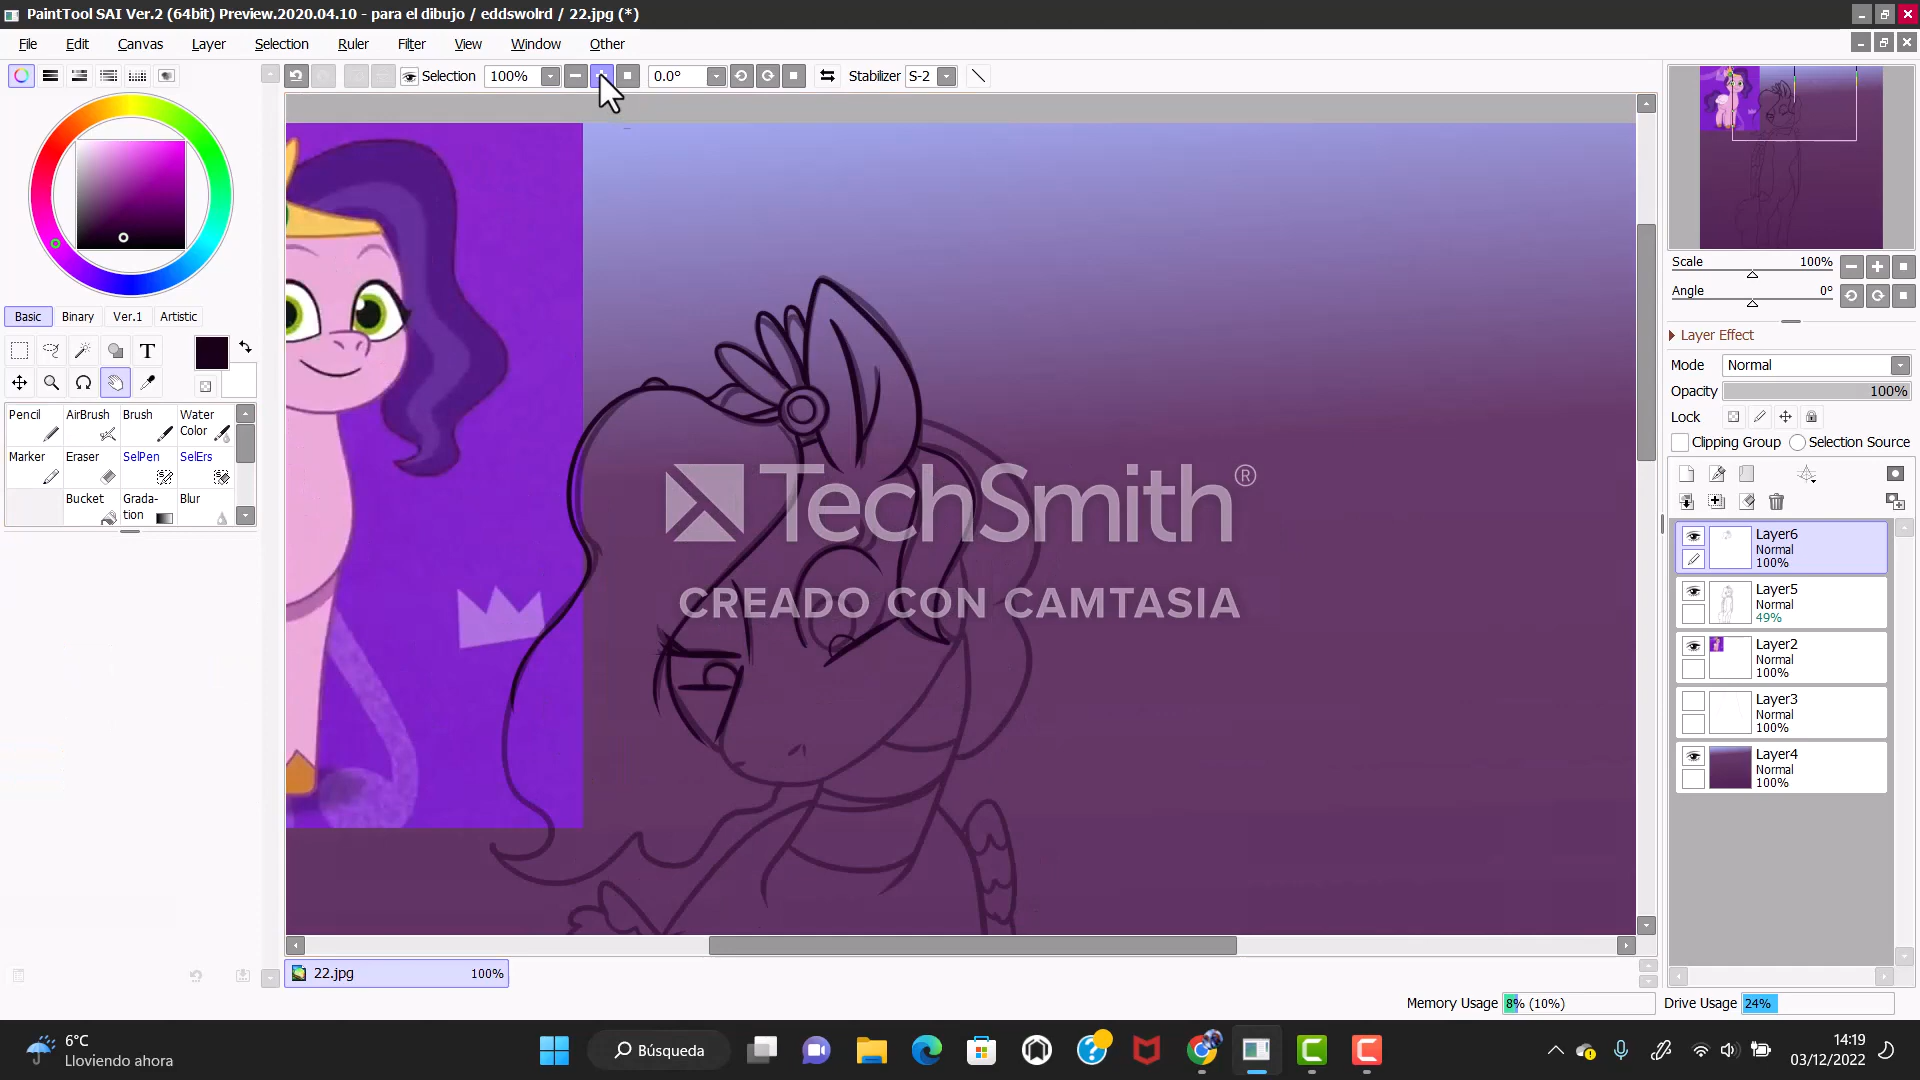 PaintTool SAI Ver.2 (64bit) Preview.2020.04.10 - para el dibujo / eddswolrd / 22.jpg (*)
File Edit Canvas Layer Selection Ruler Filter View Window Other
Selection 100% 0.0° Stabilizer S-2
Scale 100%
Angle 0°
Basic Binary Ver.1 Artistic
Layer Effect
T
Mode Normal
Opacity 100%
Lock
Clipping Group Selection Source
Pencil AirBrush Brush Water Color
Marker Eraser SelPen SelErs
Bucket Grada-tion Blur
TechSmith®
CREADO CON CAMTASIA
Layer6
Normal
100%
Layer5
Normal
49%
Layer2
Normal
100%
Layer3
Normal
100%
Layer4
Normal
100%
22.jpg 100%
Memory Usage 8% (10%) Drive Usage 24%
6°C
Lloviendo ahora
Búsqueda
14:19
03/12/2022